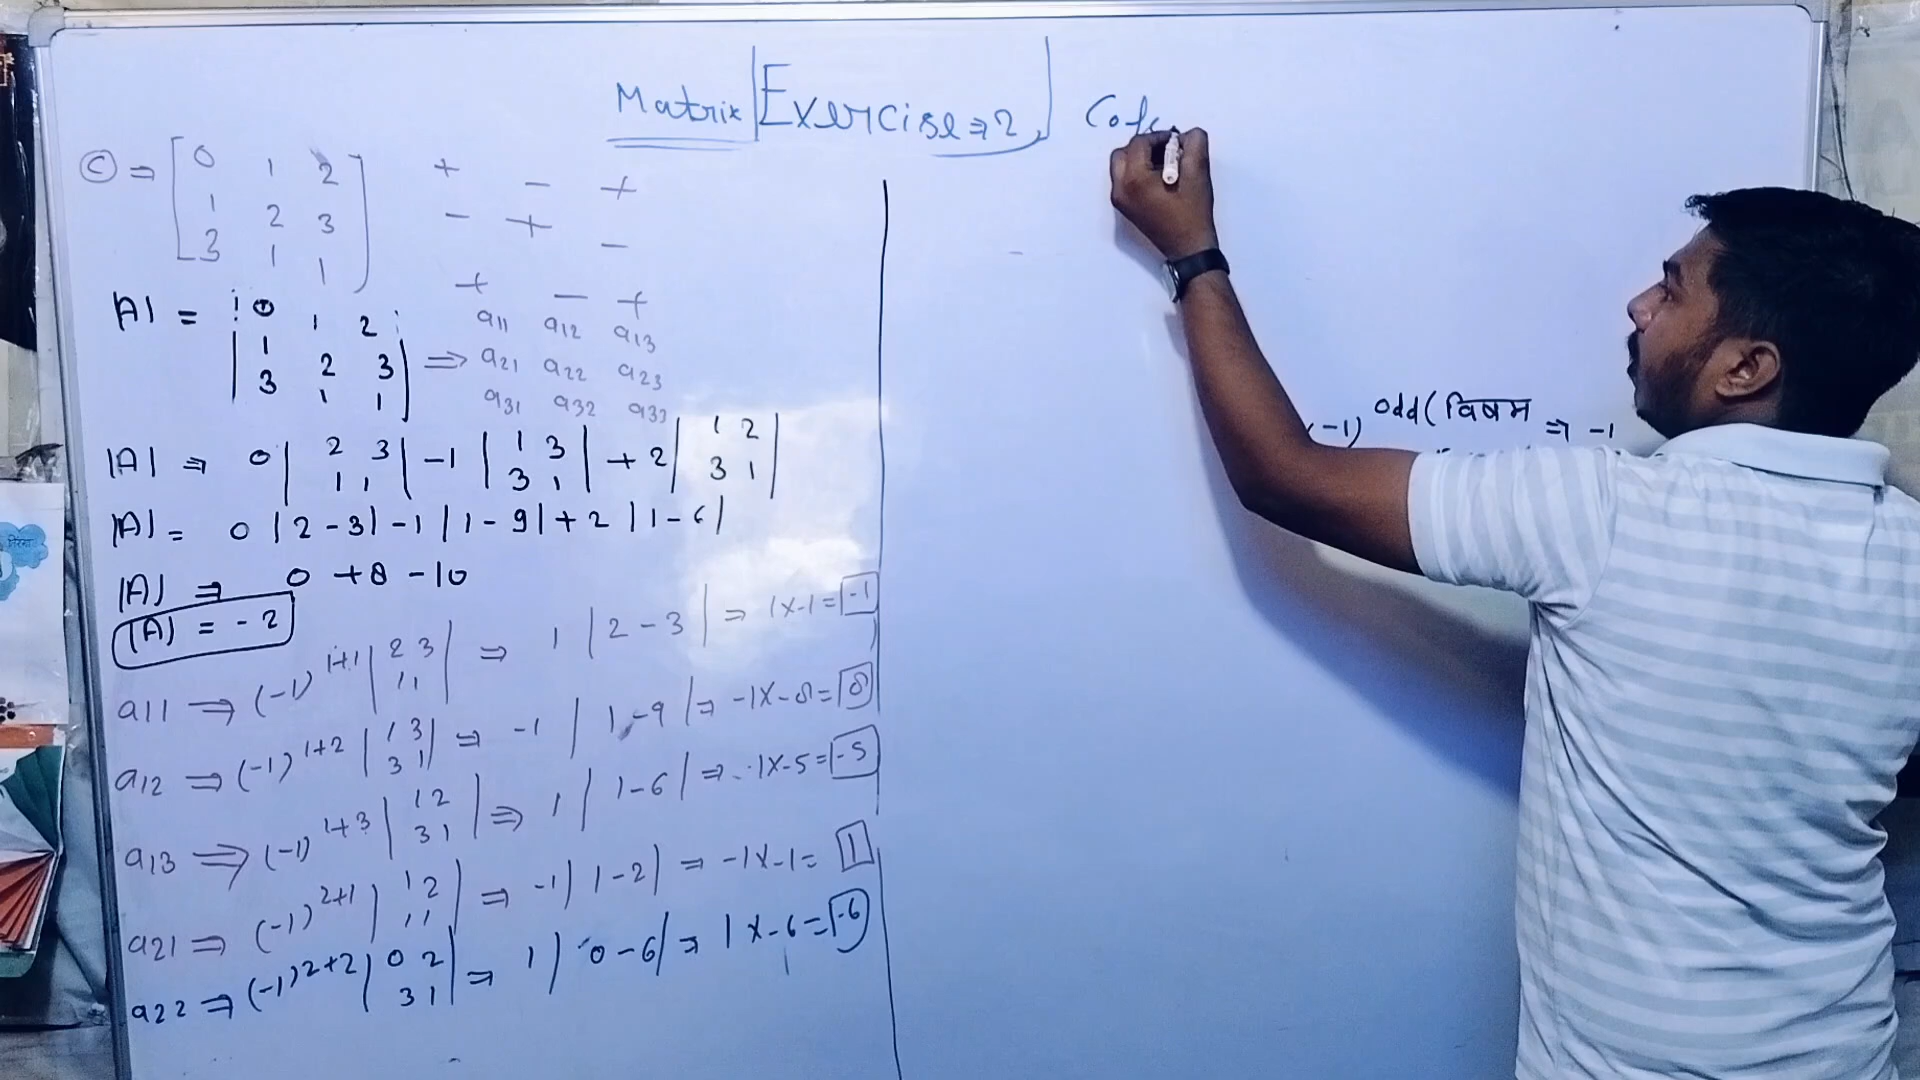 Matrix Exercise ⇒ 2
(C) ⇒ [ 0 1 2
1 2 3
3 1 1 ]
+ - +
- + -
+ - +
|A| = | 0 1 2
1 2 3
3 1 1 | ⇒
a11 a12 a13
a21 a22 a23
a31 a32 a33
|A| ⇒ 0 | 2 3 | -1 | 1 3 | + 2 | 1 2 |
1 1 3 1 3 1
|A| = 0 |2 - 3| - 1 |1 - 9| + 2 |1 - 6|
|A| ⇒ 0 + 8 - 10
|A| = - 2
a11 ⇒ (-1)^1+1 | 2 3 | ⇒ 1 | 2 - 3 | ⇒ 1x-1 = -1
1 1
a12 ⇒ (-1)^1+2 | 1 3 | ⇒ -1 | 1 - 9 | ⇒ -1x-8 = 8
3 1
a13 ⇒ (-1)^1+3 | 1 2 | ⇒ 1 | 1-6 | ⇒ 1x-5 = -5
3 1
a21 ⇒ (-1)^2+1 | 1 2 | ⇒ -1 | 1-2 | ⇒ -1x-1 = 1
1 1
a22 ⇒ (-1)^2+2 | 0 2 | ⇒ 1 | 0 - 6 | ⇒ 1x-6 = -6
3 1
(-1)^odd (विषम ⇒ -1